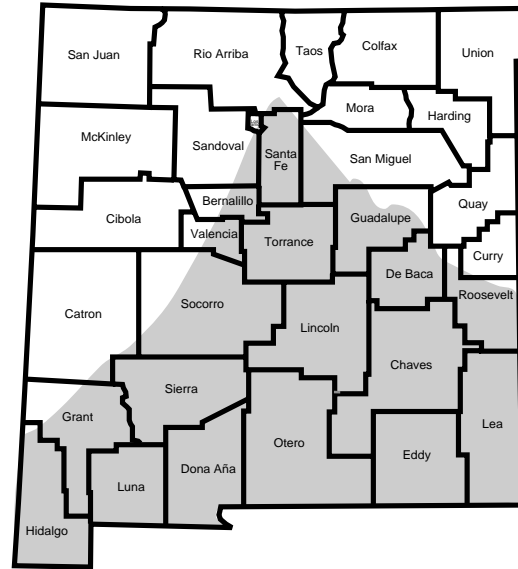 San Juan
Rio Arriba
Taos
Colfax
Union
Mora
Harding
McKinley
Sandoval
Santa
Fe
San Miguel
Cibola
Bernalillo
Valencia
Torrance
Guadalupe
Quay
Curry
De Baca
Roosevelt
Catron
Socorro
Lincoln
Chaves
Sierra
Grant
Lea
Otero
Eddy
Dona Aña
Luna
Hidalgo